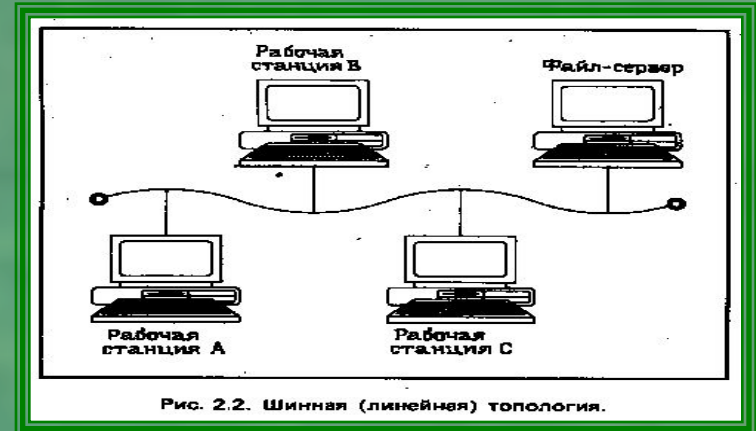 Рабочая
станция B
Файл-сервер
Рабочая
станция A
Рабочая
станция C
Рис. 2.2. Шинная (линейная) топология.